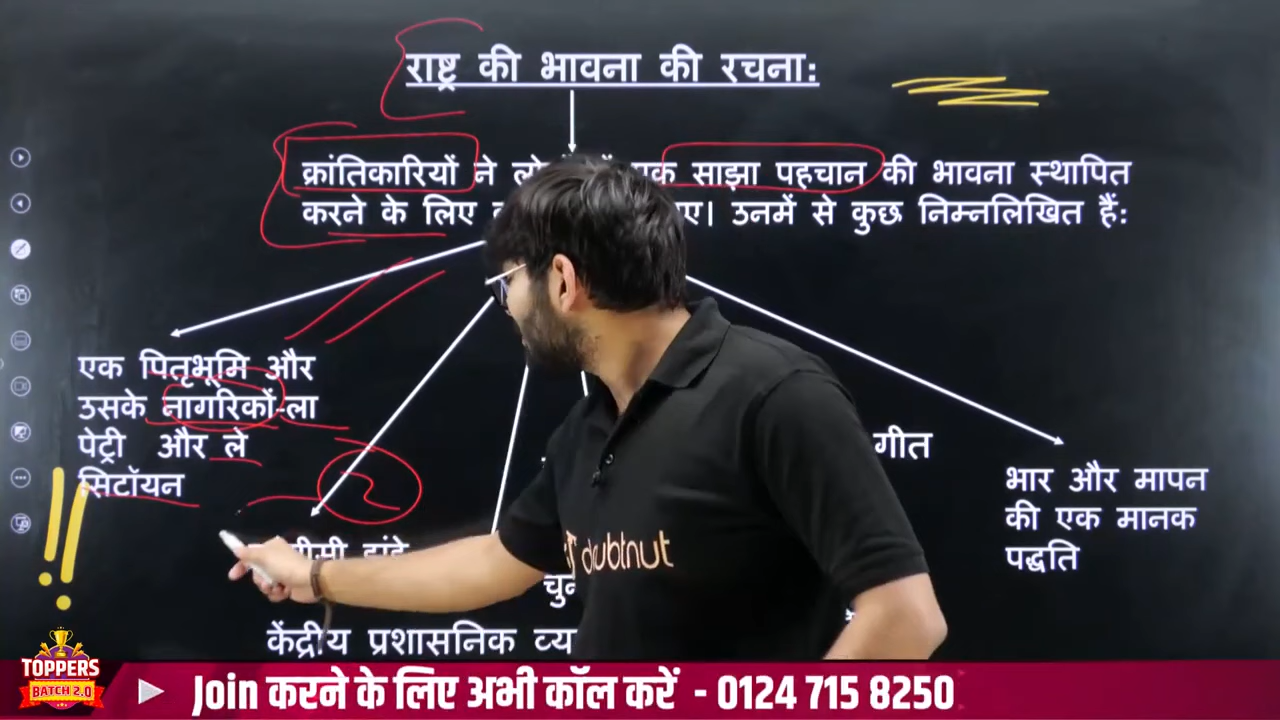 राष्ट्र की भावना की रचना:
क्रांतिकारियों ने साझा पहचान की भावना स्थापित
करने के लिए उनमें से कुछ निम्नलिखित हैं:
एक पितृभूमि और
उसके नागरिकों-ला
पेट्री और ले
सिटॉयन
गीत
भार और मापन
की एक मानक
पद्धति
केंद्रीय प्रशासनिक
doubtnut
TOPPERS
BATCH 2.0
Join करने के लिए अभी कॉल करें - 0124 715 8250